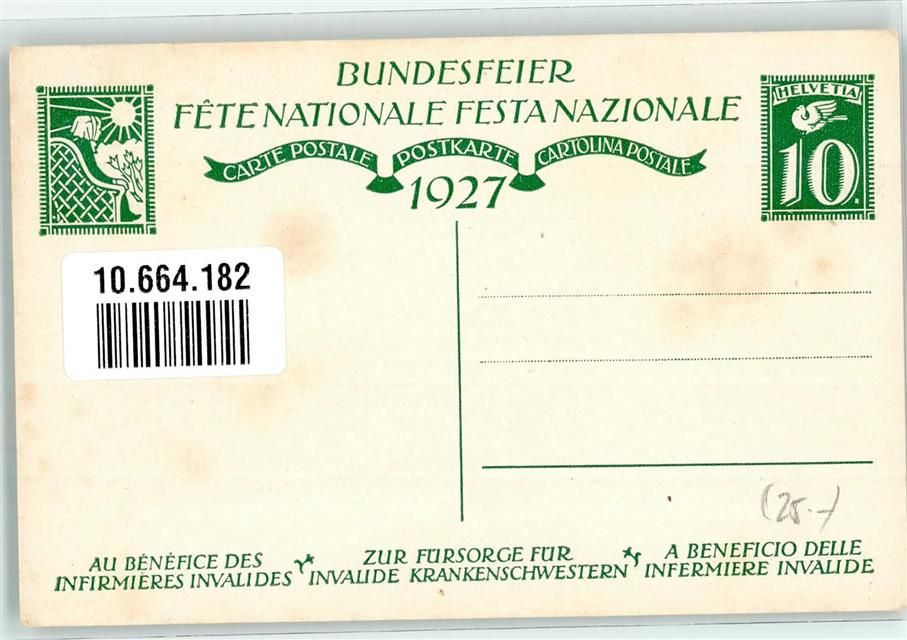 BUNDESFEIER
FÊTE NATIONALE FESTA NAZIONALE
CARTE POSTALE POSTKARTE CARTOLINA POSTALE
1927
HELVETIA
10
10.664.182
(25.-)
AU BÉNÉFICE DES
INFIRMIÈRES INVALIDES
ZUR FÜRSORGE FÜR
INVALIDE KRANKENSCHWESTERN
A BENEFICIO DELLE
INFERMIERE INVALIDE